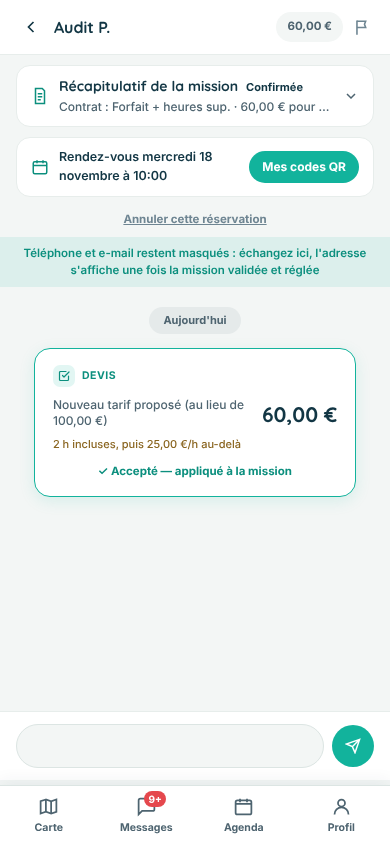 Audit P.
60,00 €
Récapitulatif de la mission Confirmée
Contrat : Forfait + heures sup. · 60,00 € pour ...
Rendez-vous mercredi 18
novembre à 10:00
Mes codes QR
Annuler cette réservation
Téléphone et e-mail restent masqués : échangez ici, l'adresse
s'affiche une fois la mission validée et réglée
Aujourd'hui
DEVIS
Nouveau tarif proposé (au lieu de
100,00 €)
60,00 €
2 h incluses, puis 25,00 €/h au-delà
✓ Accepté — appliqué à la mission
9+
Carte
Messages
Agenda
Profil